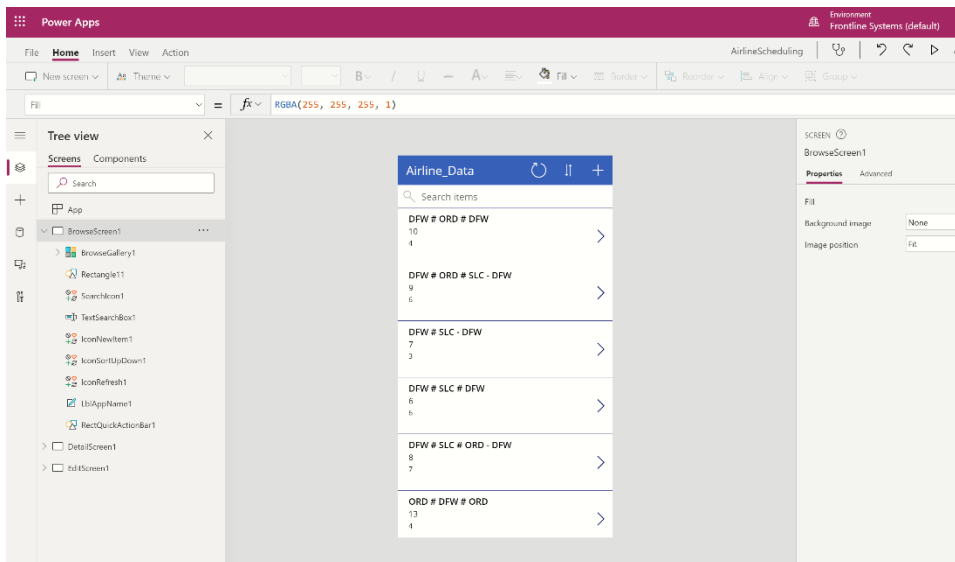 Power Apps
Environment
Frontline Systems (default)
File Home Insert View Action
AirlineScheduling
New screen Theme B / U A Fill Border Reorder Align Group
Fill = fx RGBA(255, 255, 255, 1)
Tree view
Screens Components
Search
App
BrowseScreen1 ...
BrowseGallery1
Rectangle11
SearchIcon1
TextSearchBox1
IconNewItem1
IconSortUpDown1
IconRefresh1
LblAppName1
RectQuickActionBar1
DetailScreen1
EditScreen1
Airline_Data
Search items
DFW # ORD # DFW
10
4
DFW # ORD # SLC - DFW
9
6
DFW # SLC - DFW
7
3
DFW # SLC # DFW
6
6
DFW # SLC # ORD - DFW
8
7
ORD # DFW # ORD
13
4
SCREEN
BrowseScreen1
Properties Advanced
Fill
Background image None
Image position Fit